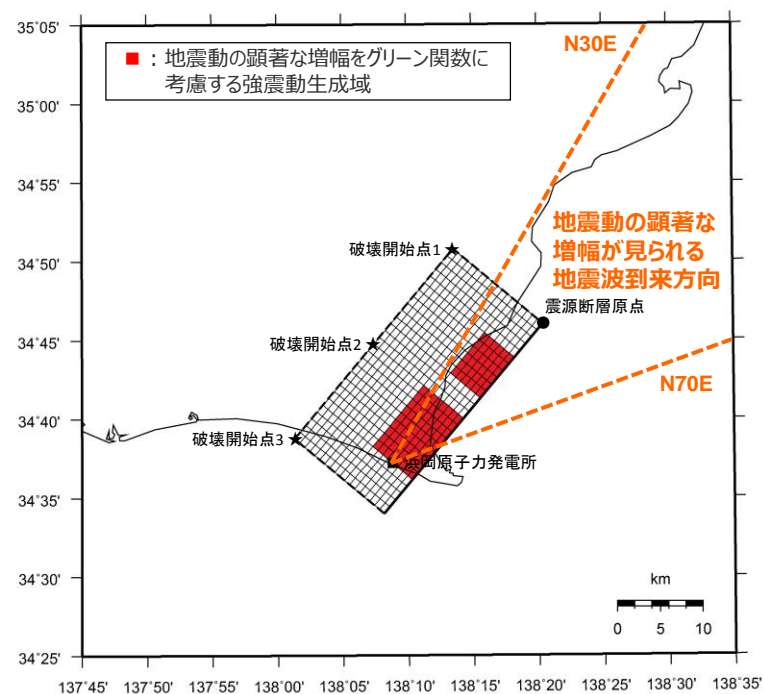 35°05'
N30E
■：地震動の顕著な増幅をグリーン関数に
考慮する強震動生成域
35°00'
34°55'
地震動の顕著な
増幅が見られる
地震波到来方向
34°50'
破壊開始点1
震源断層原点
34°45'
破壊開始点2
N70E
34°40'
破壊開始点3
浜岡原子力発電所
34°35'
34°30'
km
0 5 10
34°25'
137°45' 137°50' 137°55' 138°00' 138°05' 138°10' 138°15' 138°20' 138°25' 138°30' 138°35'